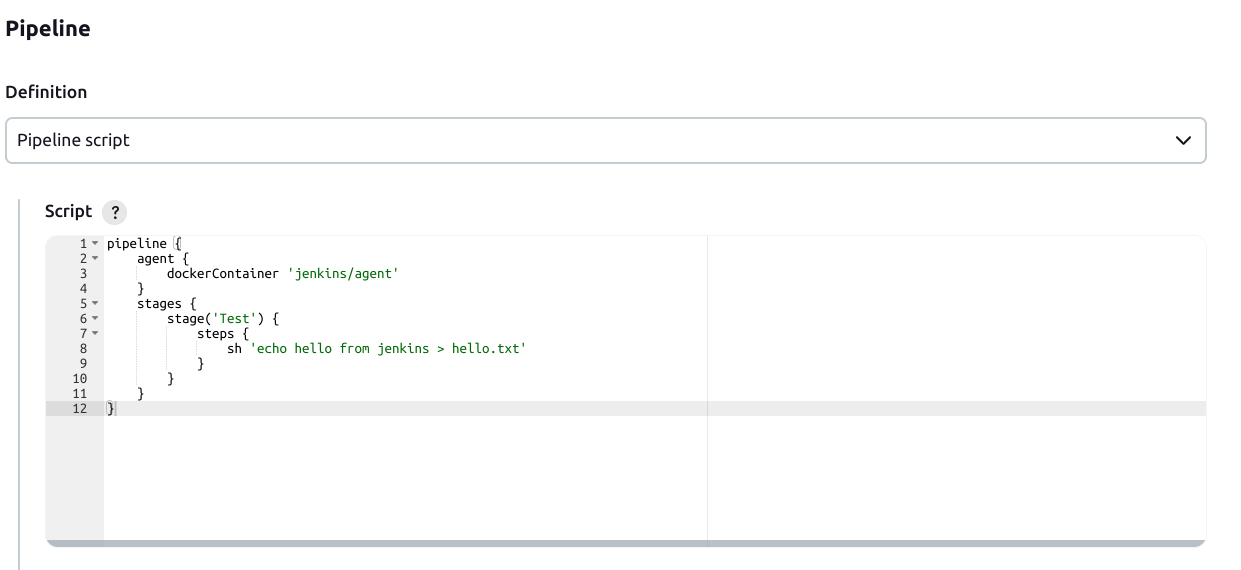 Pipeline
Definition
Pipeline script
Script ?
1 pipeline {
2     agent {
3         dockerContainer 'jenkins/agent'
4     }
5     stages {
6         stage('Test') {
7             steps {
8                 sh 'echo hello from jenkins > hello.txt'
9             }
10         }
11     }
12 }